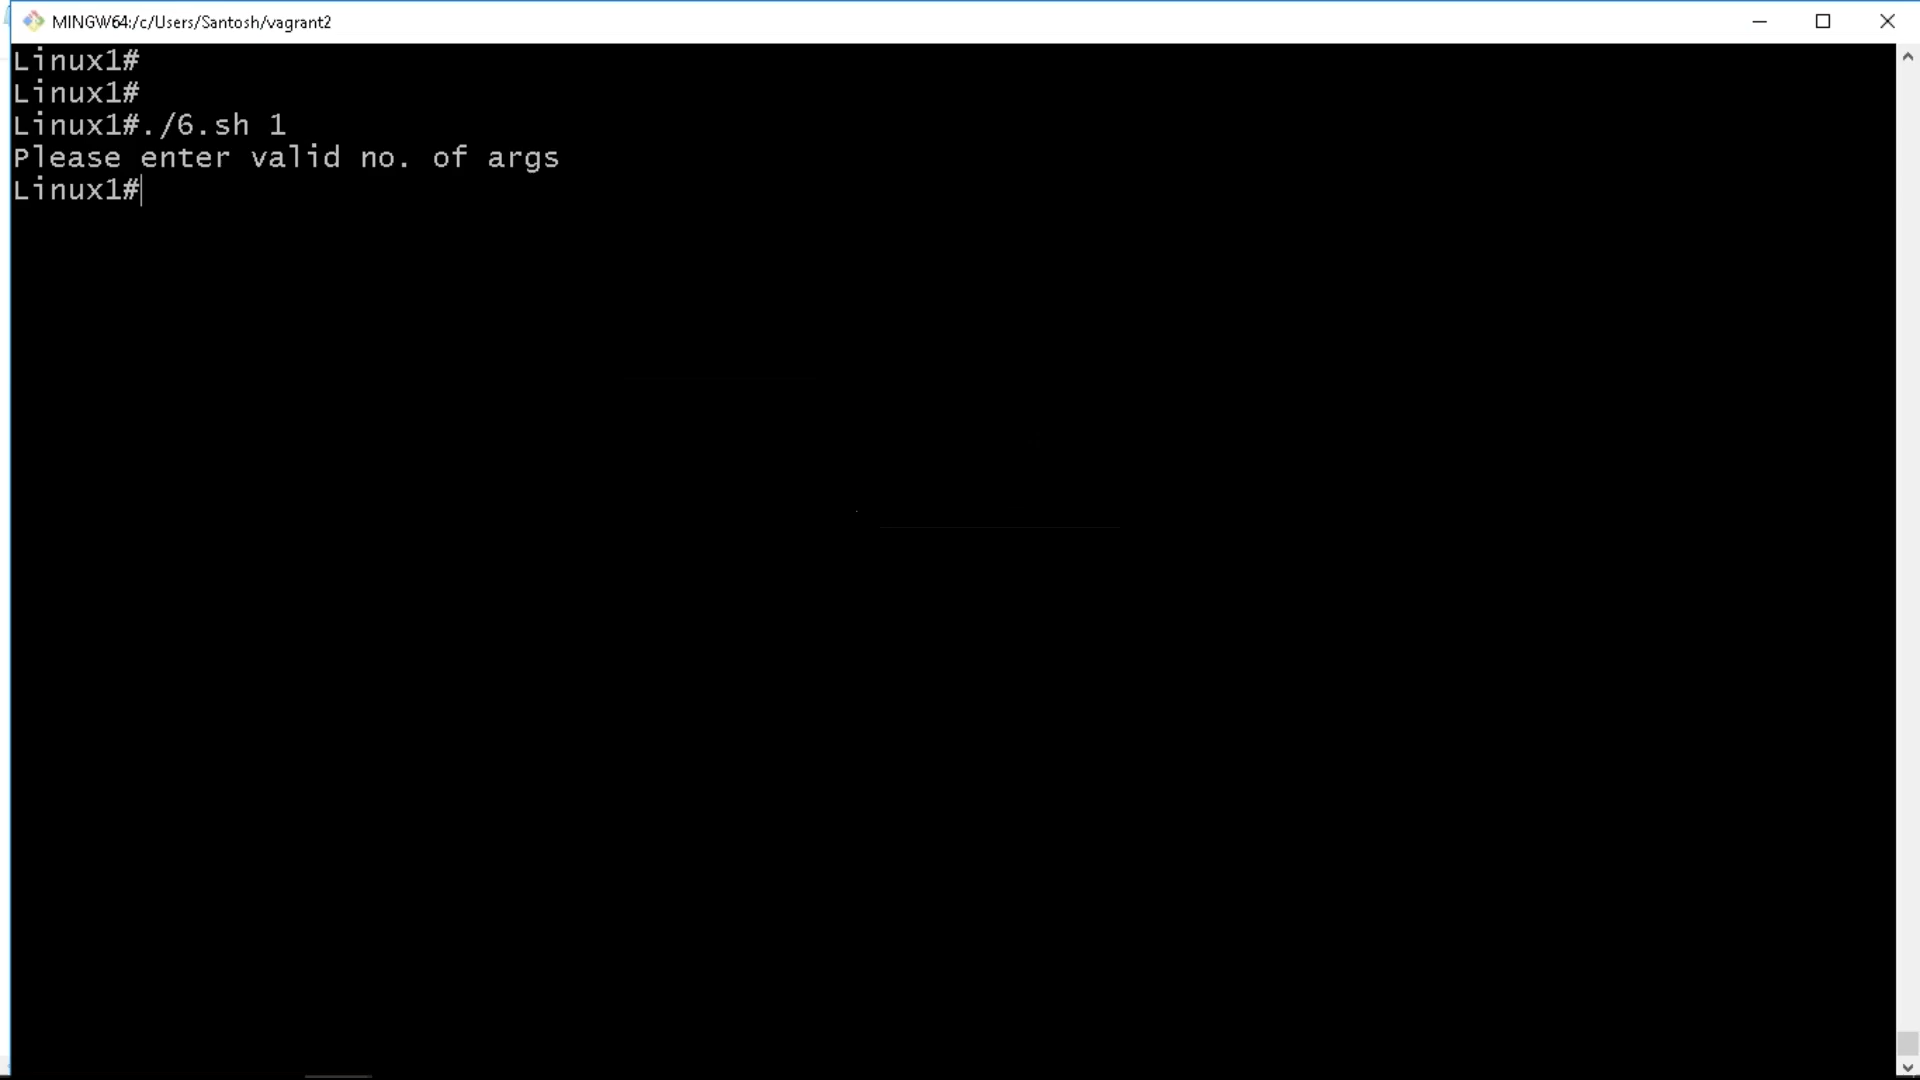 MINGW64:/c/Users/Santosh/vagrant2
Linux1#
Linux1#
Linux1#./6.sh 1
Please enter valid no. of args
Linux1#